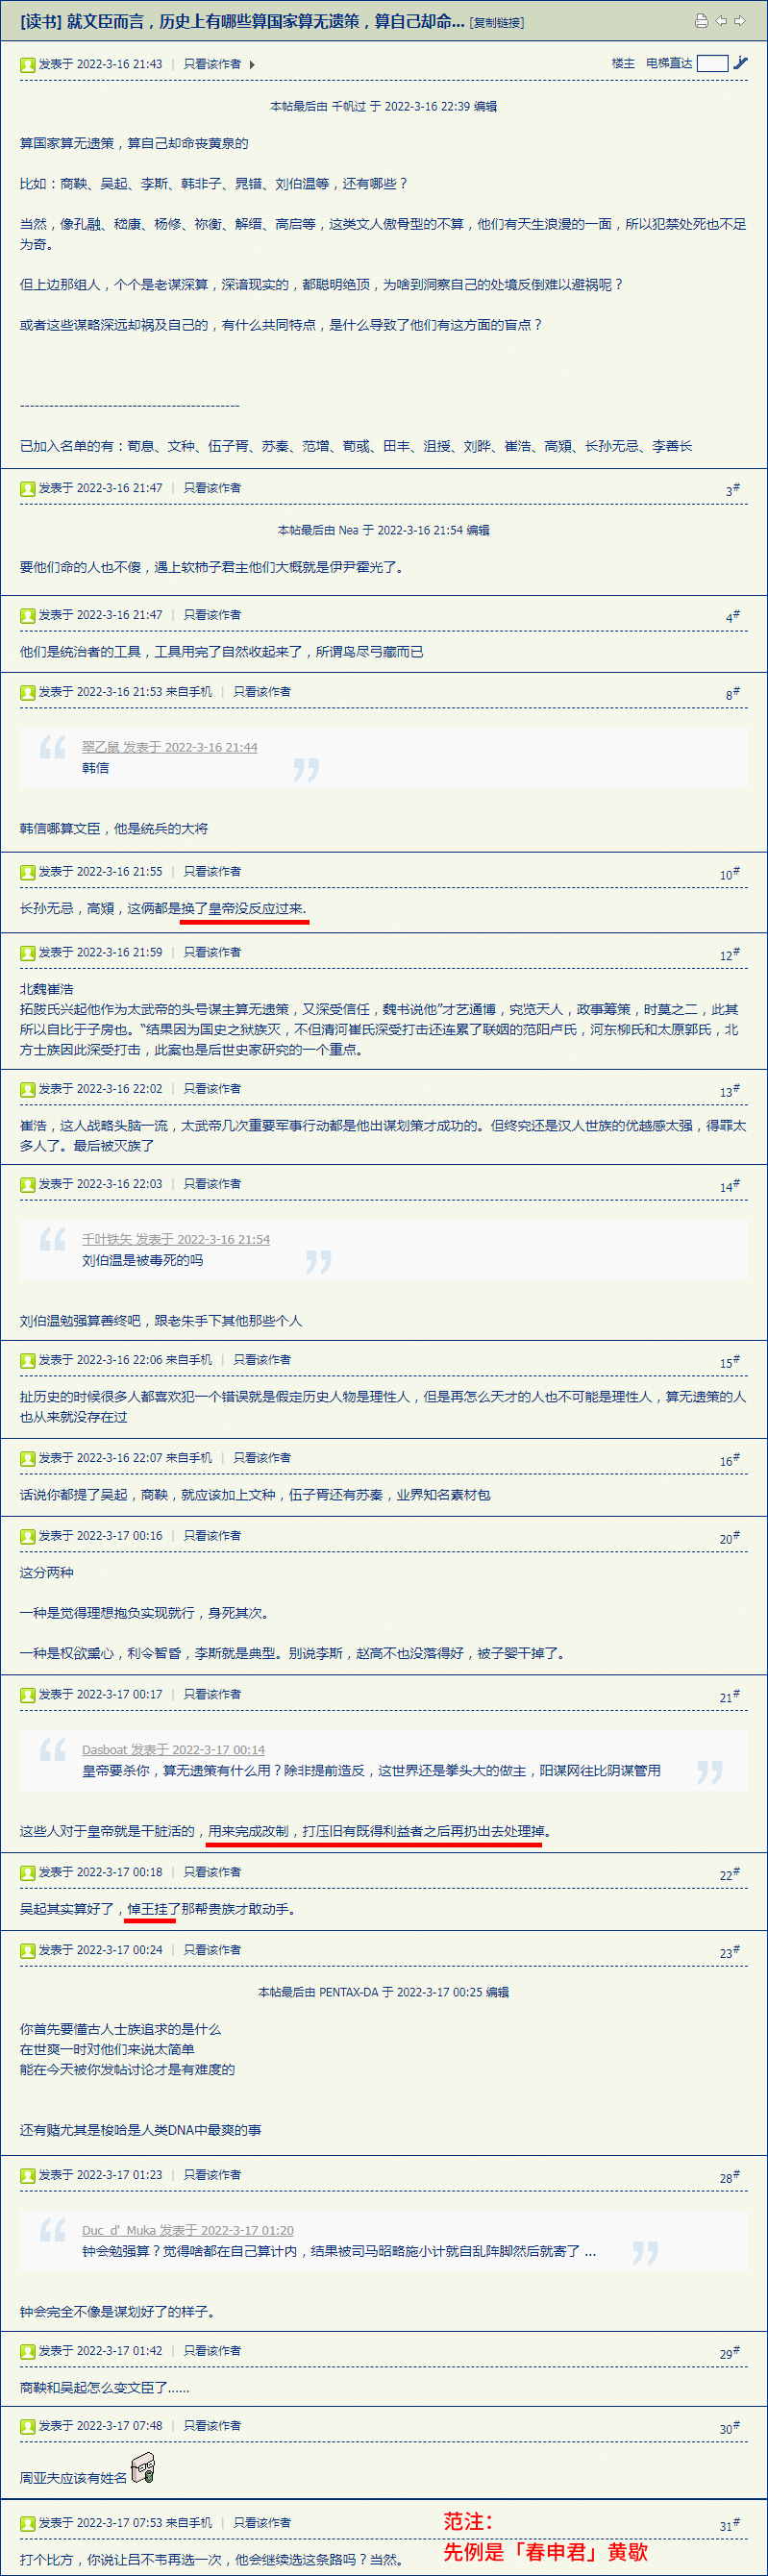 [读书] 就文臣而言，历史上有哪些算国家算无遗策，算自己却命... [复制链接]
发表于 2022-3-16 21:43 | 只看该作者
楼主 电梯直达
本帖最后由 千帆过 于 2022-3-16 22:39 编辑
算国家算无遗策，算自己却命丧黄泉的
比如：商鞅、吴起、李斯、韩非子、晁错、刘伯温等，还有哪些？
当然，像孔融、嵇康、杨修、祢衡、解缙、高启等，这类文人傲骨型的不算，他们有天生浪漫的一面，所以犯禁处死也不足
为奇。
但上边那组人，个个是老谋深算，深谙现实的，都聪明绝顶，为啥到洞察自己的处境反倒难以避祸呢？
或者这些谋略深远却祸及自己的，有什么共同特点，是什么导致了他们有这方面的盲点？
---------------------------------------------
已加入名单的有：荀息、文种、伍子胥、苏秦、范增、荀彧、田丰、沮授、刘晔、崔浩、高熲、长孙无忌、李善长
发表于 2022-3-16 21:47 | 只看该作者
3#
本帖最后由 Nea 于 2022-3-16 21:54 编辑
要他们命的人也不傻，遇上软柿子君主他们大概就是伊尹霍光了。
发表于 2022-3-16 21:47 | 只看该作者
4#
他们是统治者的工具，工具用完了自然收起来了，所谓鸟尽弓藏而已
发表于 2022-3-16 21:53 来自手机 | 只看该作者
8#
翆乙鼠 发表于 2022-3-16 21:44
韩信
韩信哪算文臣，他是统兵的大将
发表于 2022-3-16 21:55 | 只看该作者
10#
长孙无忌，高熲，这俩都是换了皇帝没反应过来.
发表于 2022-3-16 21:59 | 只看该作者
12#
北魏崔浩
拓跋氏兴起他作为太武帝的头号谋主算无遗策，又深受信任，魏书说他”才艺通博，究览天人，政事筹策，时莫之二，此其
所以自比于子房也。“结果因为国史之狱族灭，不但清河崔氏深受打击还连累了联姻的范阳卢氏，河东柳氏和太原郭氏，北
方士族因此深受打击，此案也是后世史家研究的一个重点。
发表于 2022-3-16 22:02 | 只看该作者
13#
崔浩，这人战略头脑一流，太武帝几次重要军事行动都是他出谋划策才成功的。但终究还是汉人世族的优越感太强，得罪太
多人了。最后被灭族了
发表于 2022-3-16 22:03 | 只看该作者
14#
千叶铁矢 发表于 2022-3-16 21:54
刘伯温是被毒死的吗
刘伯温勉强算善终吧，跟老朱手下其他那些个人
发表于 2022-3-16 22:06 来自手机 | 只看该作者
15#
扯历史的时候很多人都喜欢犯一个错误就是假定历史人物是理性人，但是再怎么天才的人也不可能是理性人，算无遗策的人
也从来就没存在过
发表于 2022-3-16 22:07 来自手机 | 只看该作者
16#
话说你都提了吴起，商鞅，就应该加上文种，伍子胥还有苏秦，业界知名素材包
发表于 2022-3-17 00:16 | 只看该作者
20#
这分两种
一种是觉得理想抱负实现就行，身死其次。
一种是权欲熏心，利令智昏，李斯就是典型。别说李斯，赵高不也没落得好，被子婴干掉了。
发表于 2022-3-17 00:17 | 只看该作者
21#
Dasboat 发表于 2022-3-17 00:14
皇帝要杀你，算无遗策有什么用？除非提前造反，这世界还是拳头大的做主，阳谋网往比阴谋管用
这些人对于皇帝就是干脏活的，用来完成改制，打压旧有既得利益者之后再扔出去处理掉。
发表于 2022-3-17 00:18 | 只看该作者
22#
吴起其实算好了，悼王挂了那帮贵族才敢动手。
发表于 2022-3-17 00:24 | 只看该作者
23#
本帖最后由 PENTAX-DA 于 2022-3-17 00:25 编辑
你首先要懂古人士族追求的是什么
在世爽一时对他们来说太简单
能在今天被你发帖讨论才是有难度的
还有赌尤其是梭哈是人类DNA中最爽的事
发表于 2022-3-17 01:23 | 只看该作者
28#
Duc_d'_Muka 发表于 2022-3-17 01:20
钟会勉强算？觉得啥都在自己算计内，结果被司马昭略施小计就自乱阵脚然后就寄了 ...
钟会完全不像是谋划好了的样子。
发表于 2022-3-17 01:42 | 只看该作者
29#
商鞅和吴起怎么变文臣了……
发表于 2022-3-17 07:48 | 只看该作者
30#
周亚夫应该有姓名
发表于 2022-3-17 07:53 来自手机 | 只看该作者
31#
范注：
先例是「春申君」黄歇
打个比方，你说让吕不韦再选一次，他会继续选这条路吗？当然。